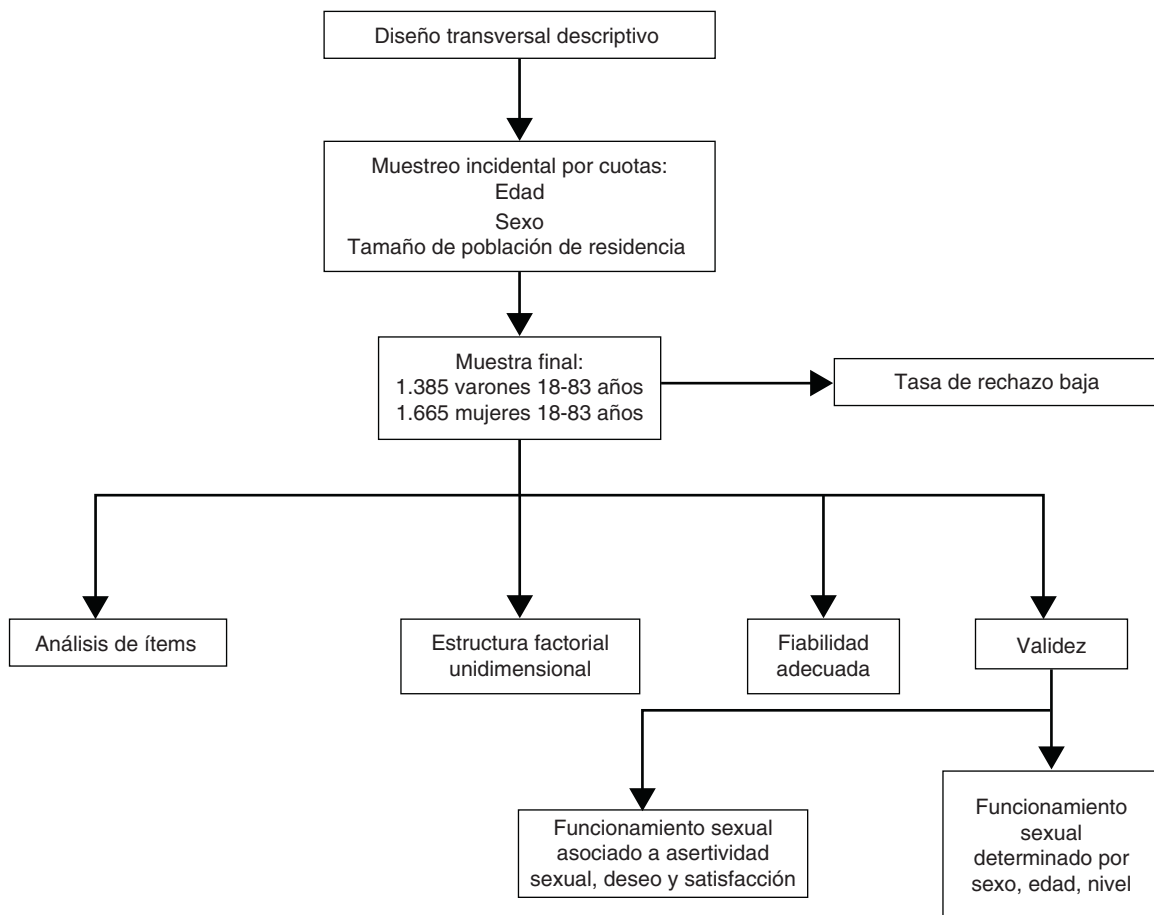 Diseño transversal descriptivo
Muestreo incidental por cuotas:
Edad
Sexo
Tamaño de población de residencia
Muestra final:
1.385 varones 18-83 años
1.665 mujeres 18-83 años
Tasa de rechazo baja
Análisis de ítems
Estructura factorial
unidimensional
Fiabilidad
adecuada
Validez
Funcionamiento sexual
asociado a asertividad
sexual, deseo y satisfacción
Funcionamiento
sexual
determinado por
sexo, edad, nivel